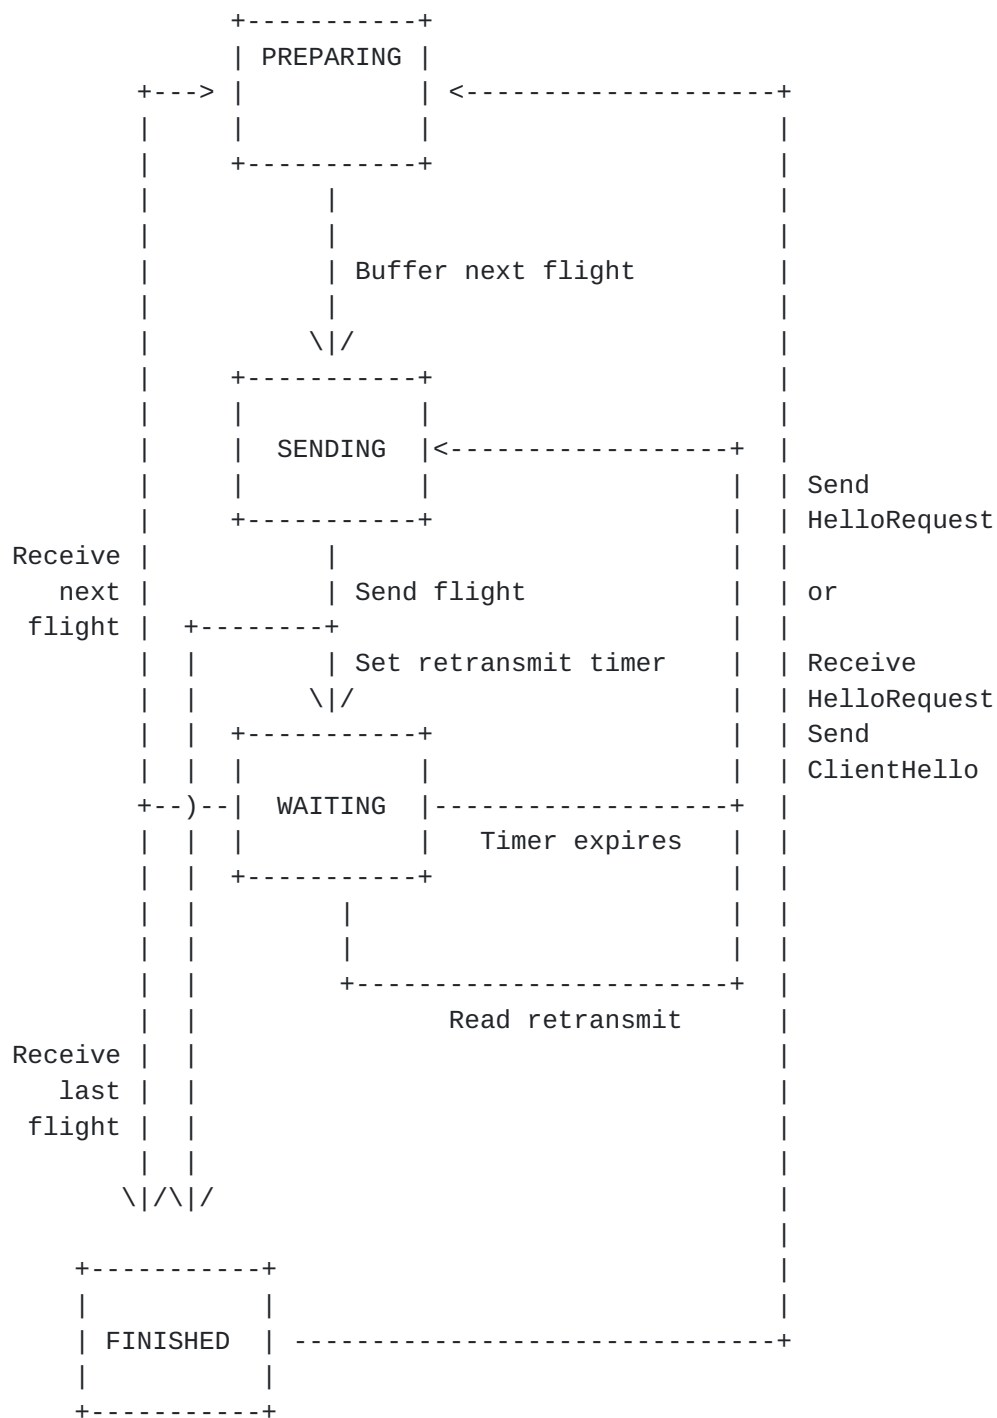 PREPARING
Buffer next flight
SENDING
Send
HelloRequest
Receive
next
Send flight
or
flight
Set retransmit timer
Receive
HelloRequest
Send
ClientHello
WAITING
Timer expires
Read retransmit
Receive
last
flight
FINISHED